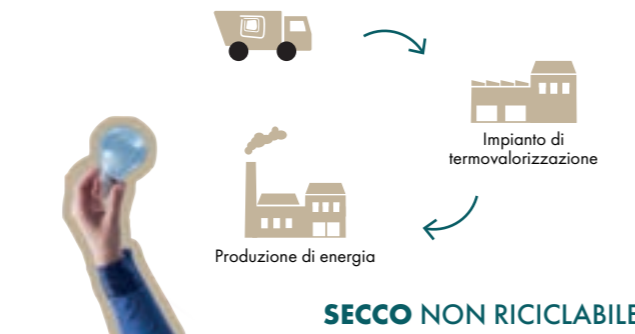 Impianto di
termovalorizzazione
Produzione di energia
SECCO NON RICICLABILE